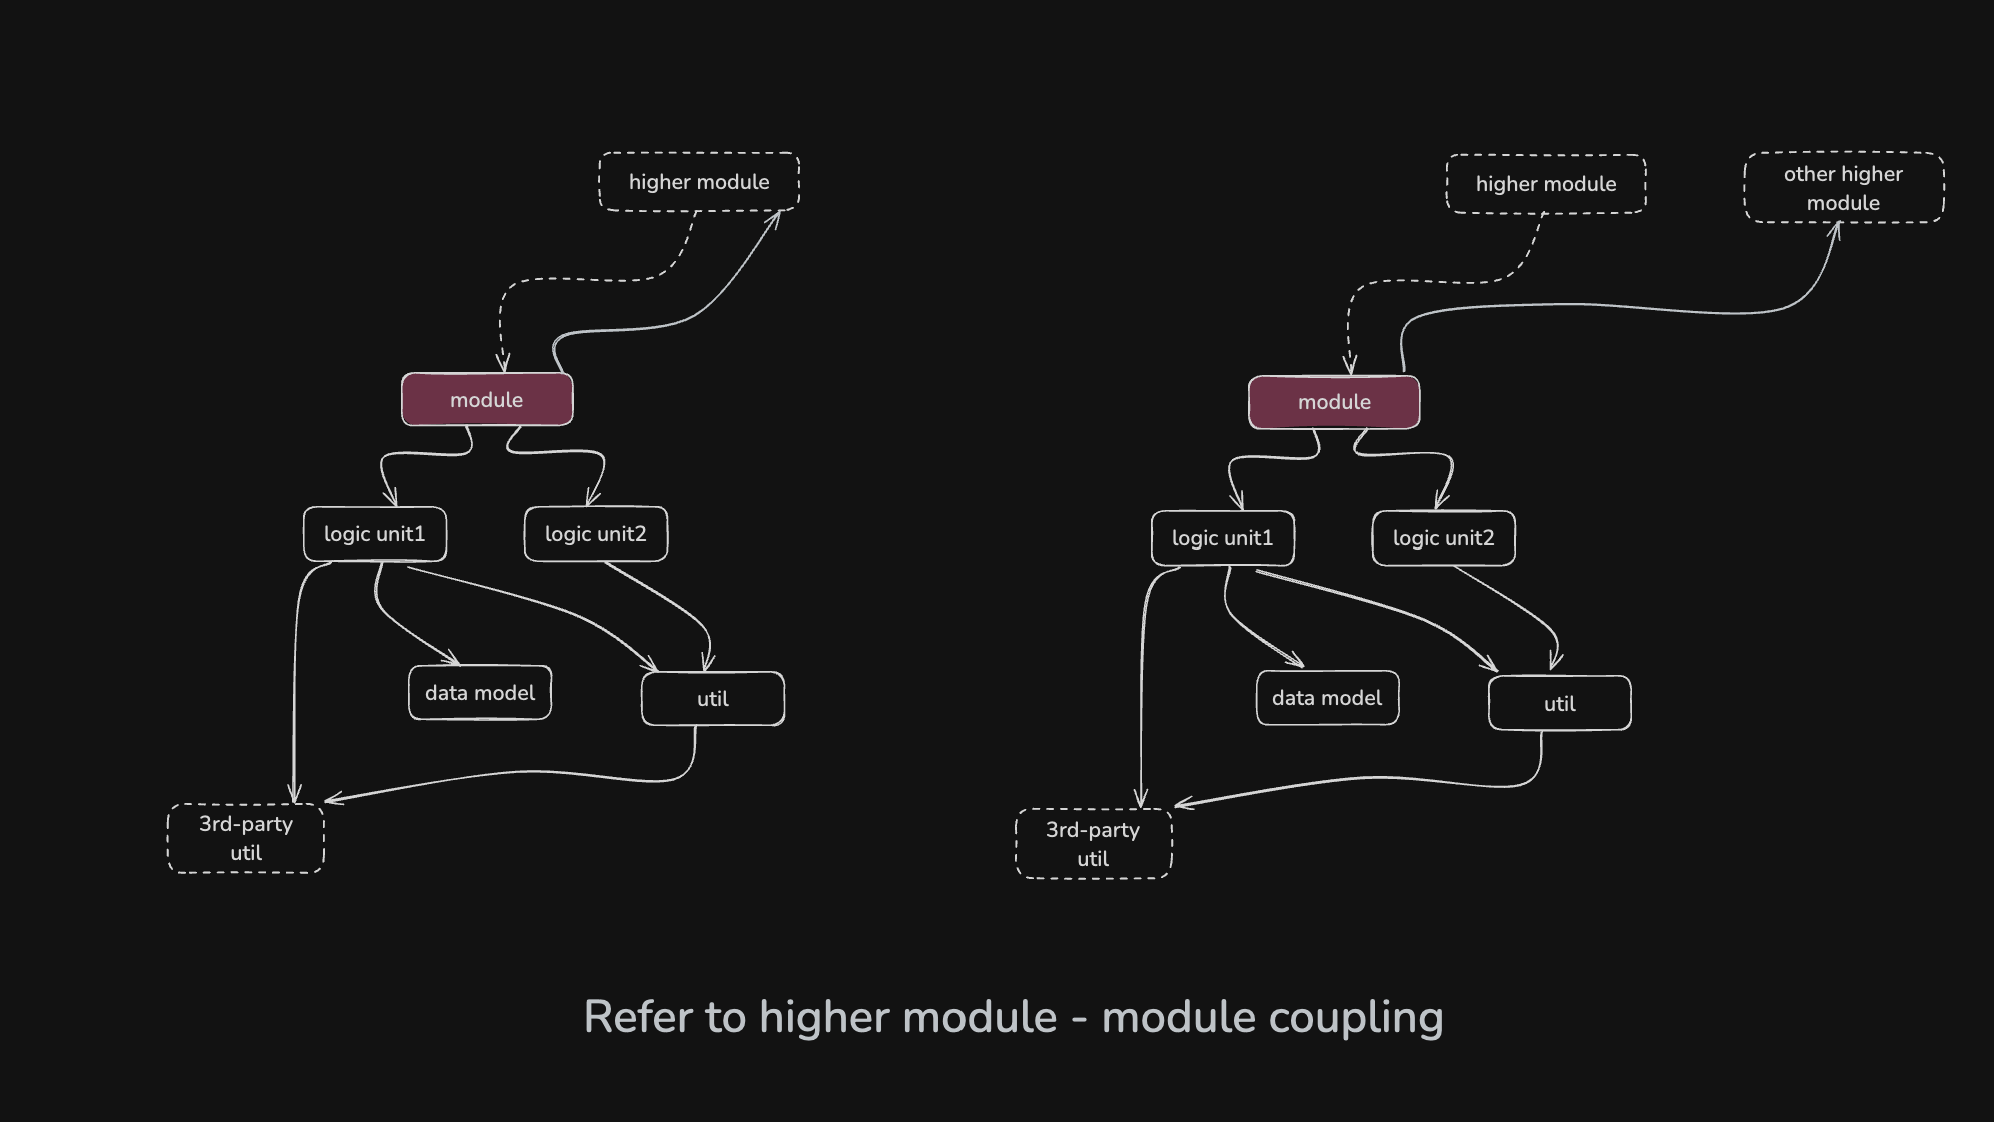 higher module
module
logic unit1
logic unit2
data model
util
3rd-party
util
higher module
other higher
module
module
logic unit1
logic unit2
data model
util
3rd-party
util
Refer to higher module - module coupling